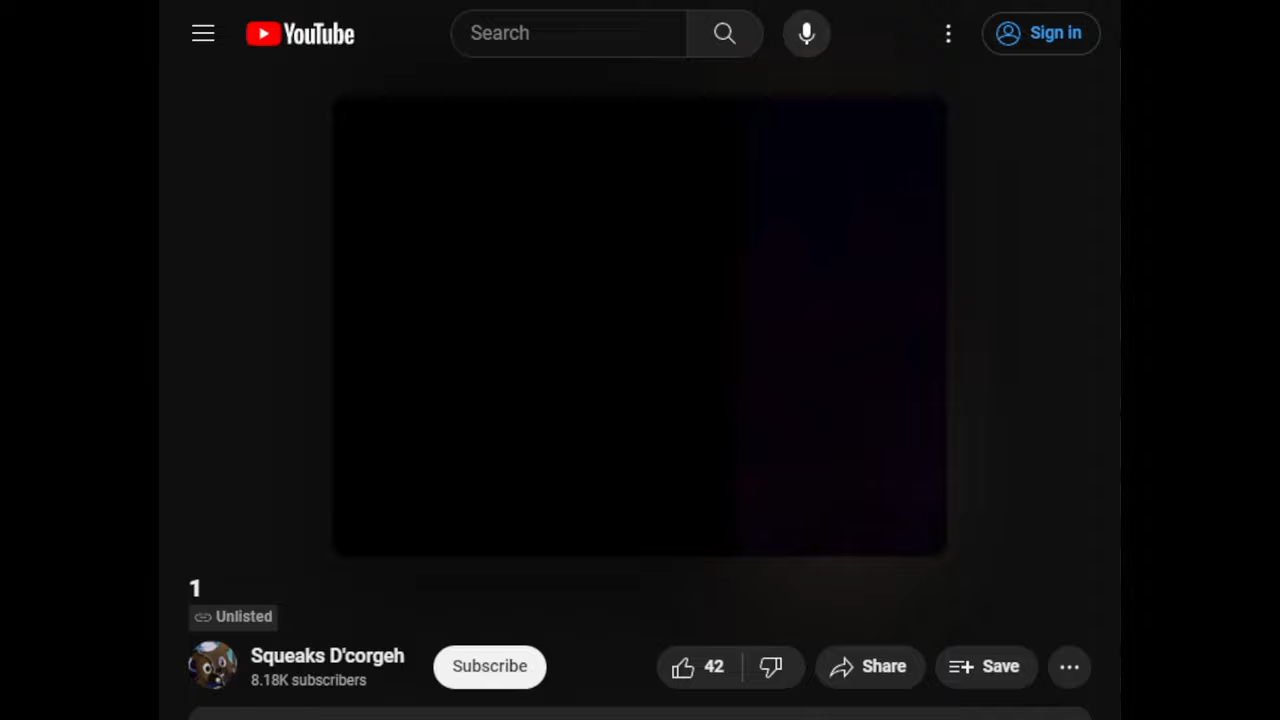 YouTube
Search
Sign in
1
Unlisted
Squeaks D'corgeh
8.18K subscribers
Subscribe
42
Share
Save